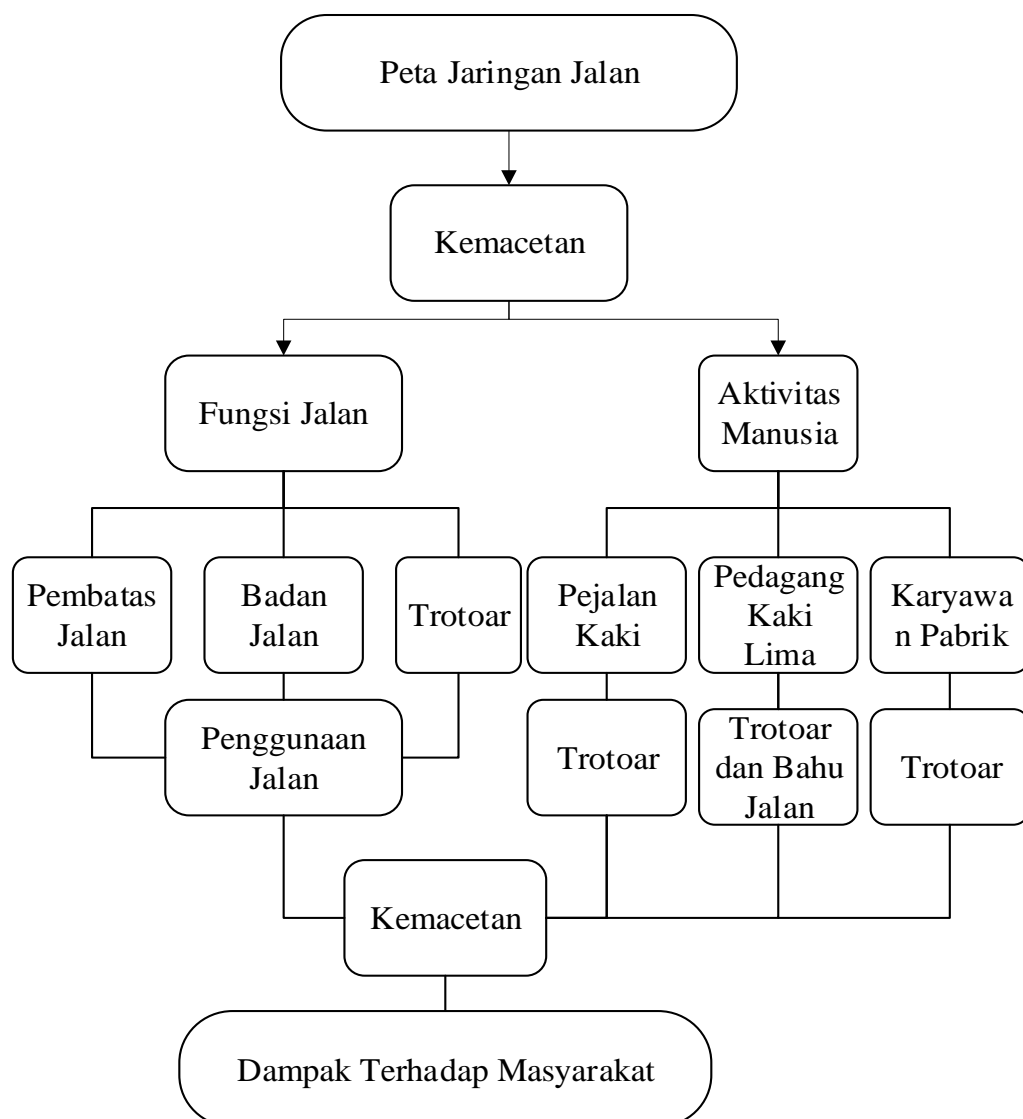 Peta Jaringan Jalan
Kemacetan
Fungsi Jalan
Aktivitas
Manusia
Pembatas
Jalan
Badan
Jalan
Trotoar
Pejalan
Kaki
Pedagang
Kaki
Lima
Karyawa
n Pabrik
Penggunaan
Jalan
Trotoar
Trotoar
dan Bahu
Jalan
Trotoar
Kemacetan
Dampak Terhadap Masyarakat